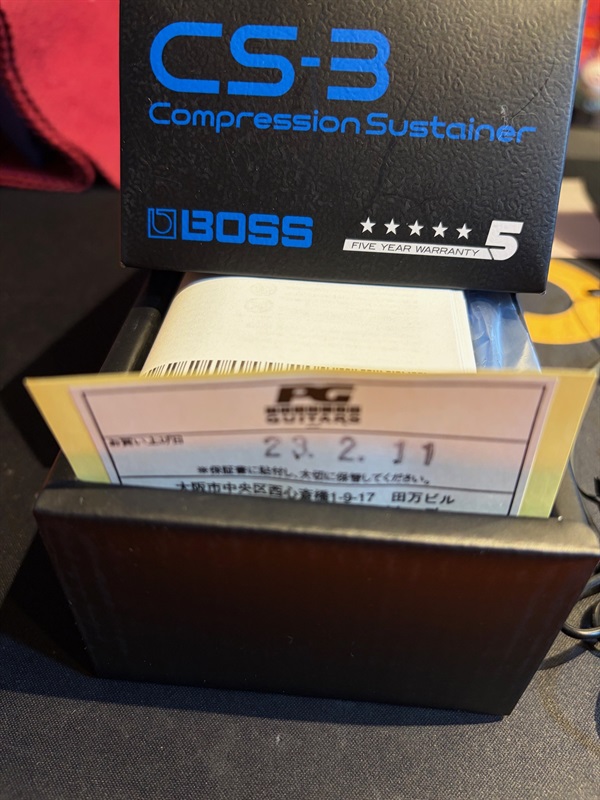 CS-3
Compression Sustainer
BOSS
★★★★★ 5
FIVE YEAR WARRANTY
PG
GUITARS
お買い上げ日
23. 2. 11
※保証書に貼付し、大切に保管してください。
大阪市中央区西心斎橋1-9-17 田万ビル